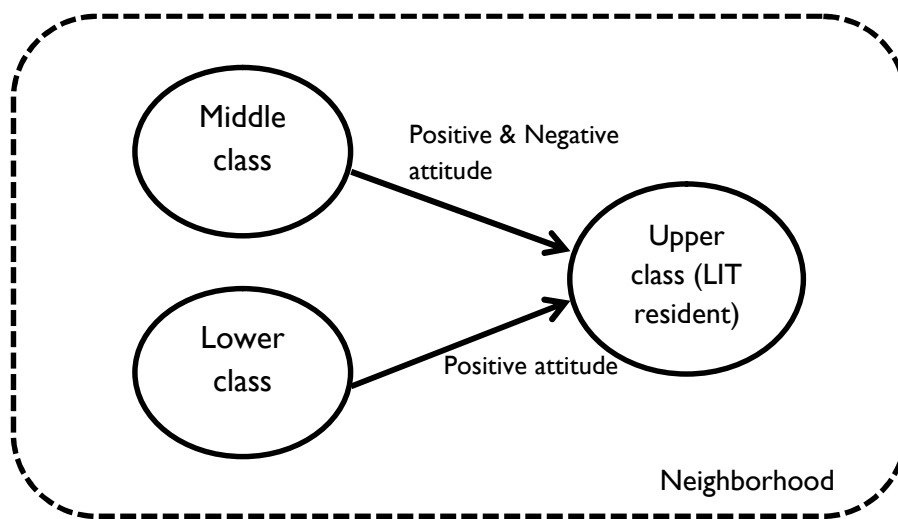 Middle
class
Positive & Negative
attitude
Upper
class (LIT
resident)
Lower
class
Positive attitude
Neighborhood